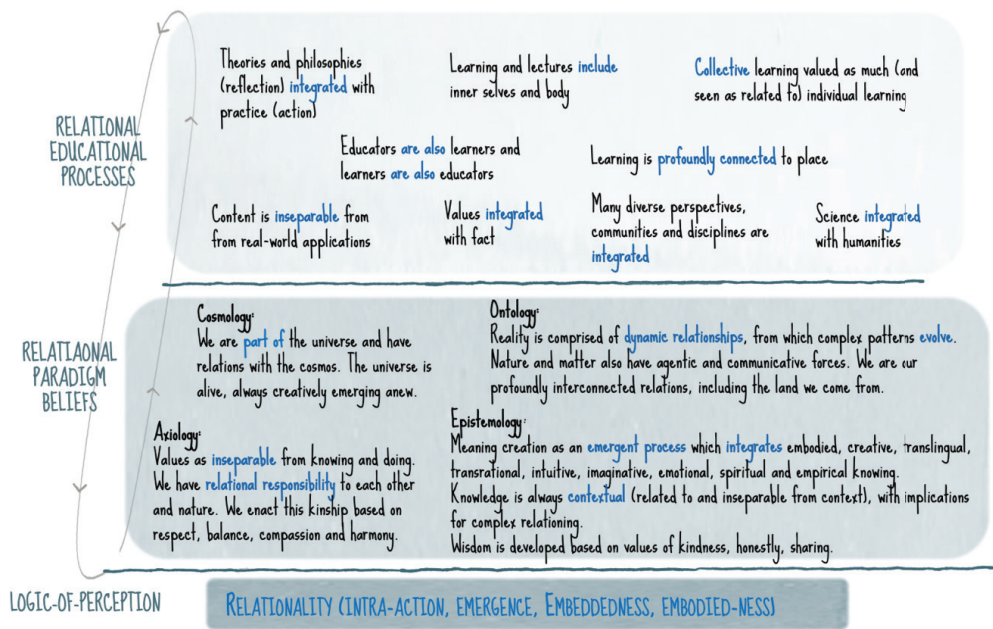 Theories and philosophies
(reflection) integrated with
practice (action)
Learning and lectures include
inner selves and body
Collective learning valued as much (and
seen as related to) individual learning
RELATIONAL
EDUCATIONAL
PROCESSES
Educators are also learners and
learners are also educators
Learning is profoundly connected to place
Content is inseparable from
from real-world applications
Values integrated
with fact
Many diverse perspectives,
communities and disciplines are
integrated
Science integrated
with humanities
RELATIAONAL
PARADIGM
BELIEFS
Cosmology:
We are part of the universe and have
relations with the cosmos. The universe is
alive, always creatively emerging anew.
Ontology:
Reality is comprised of dynamic relationships, from which complex patterns evolve.
Nature and matter also have agentic and communicative forces. We are our
profoundly interconnected relations, including the land we come from.
Axiology:
Values as inseparable from knowing and doing.
We have relational responsibility to each other
and nature. We enact this kinship based on
respect, balance, compassion and harmony.
Epistemology:
Meaning creation as an emergent process which integrates embodied, creative, translingual,
transrational, intuitive, imaginative, emotional, spiritual and empirical knowing.
Knowledge is always contextual (related to and inseparable from context), with implications
for complex relationing.
Wisdom is developed based on values of kindness, honestly, sharing.
LOGIC-OF-PERCEPTION
RELATIONALITY (INTRA-ACTION, EMERGENCE, EMBEDDEDNESS, EMBODIED-NESS)